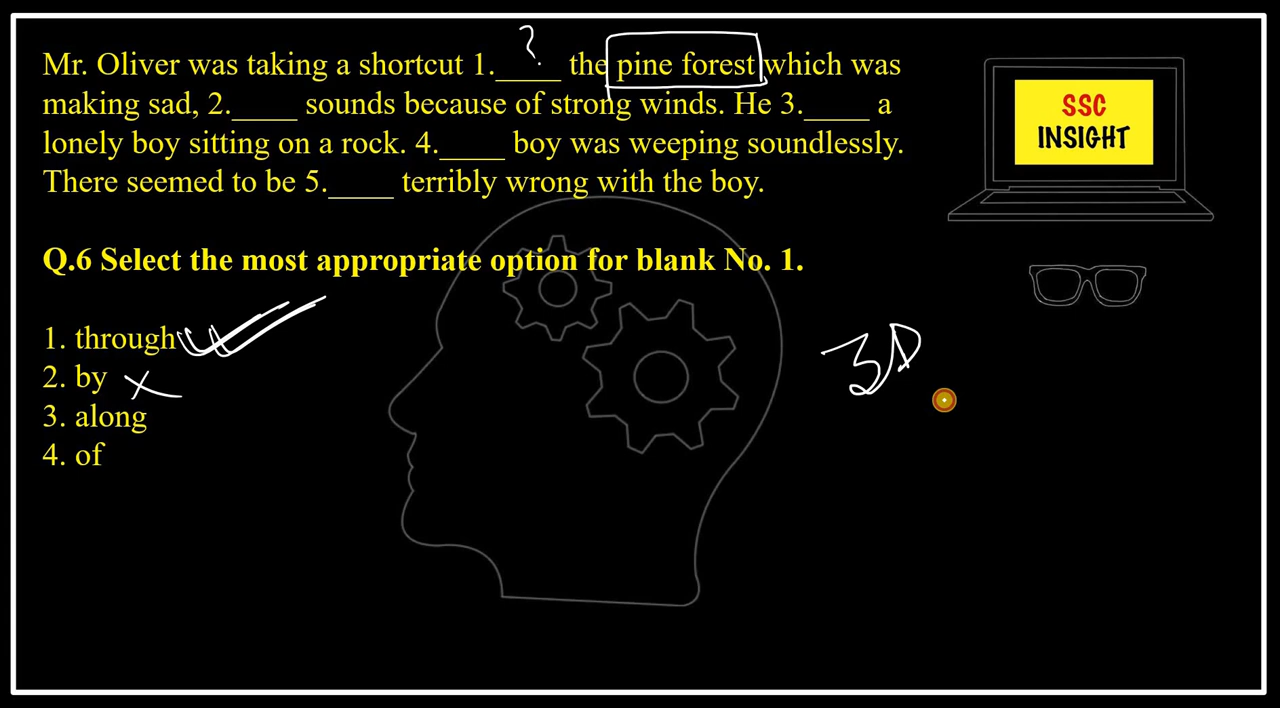 ?
Mr. Oliver was taking a shortcut 1.____ the pine forest which was
making sad, 2.____ sounds because of strong winds. He 3.____ a
lonely boy sitting on a rock. 4.____ boy was weeping soundlessly.
There seemed to be 5.____ terribly wrong with the boy.
SSC
INSIGHT
Q.6 Select the most appropriate option for blank No. 1.
1. through
2. by
3. along
4. of
3D